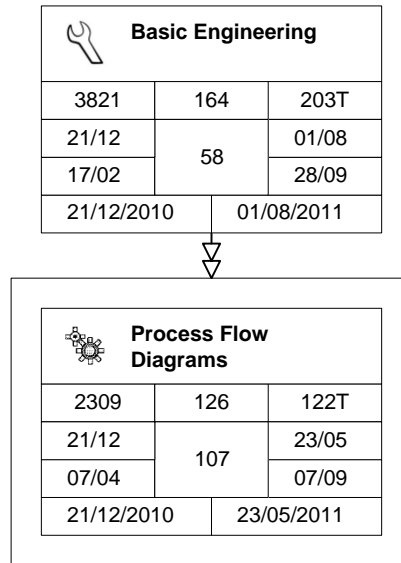 Basic Engineering
3821 164 203T
21/12 01/08
58
17/02 28/09
21/12/2010 01/08/2011
Process Flow
Diagrams
2309 126 122T
21/12 23/05
107
07/04 07/09
21/12/2010 23/05/2011